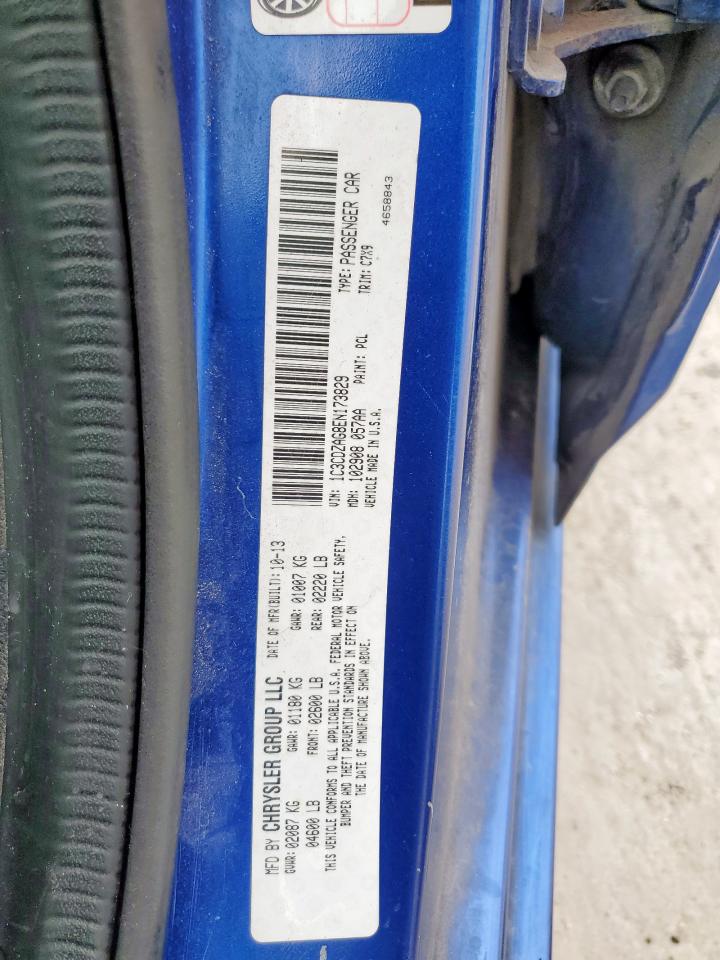 MFD BY CHRYSLER GROUP LLC DATE OF MFR(BUILT): 10-13
GVWR: 02087 KG GAWR: 01180 KG GAWR: 01007 KG
04600 LB FRONT: 02600 LB REAR: 02220 LB
THIS VEHICLE CONFORMS TO ALL APPLICABLE U.S.A. FEDERAL MOTOR VEHICLE SAFETY,
BUMPER AND THEFT PREVENTION STANDARDS IN EFFECT ON
THE DATE OF MANUFACTURE SHOWN ABOVE.
VIN: 1C3CDZAG8EN173829 TYPE: PASSENGER CAR
MDH: 102908 057AA PAINT: PCL TRIM: C7X9
VEHICLE MADE IN U.S.A.
4658843